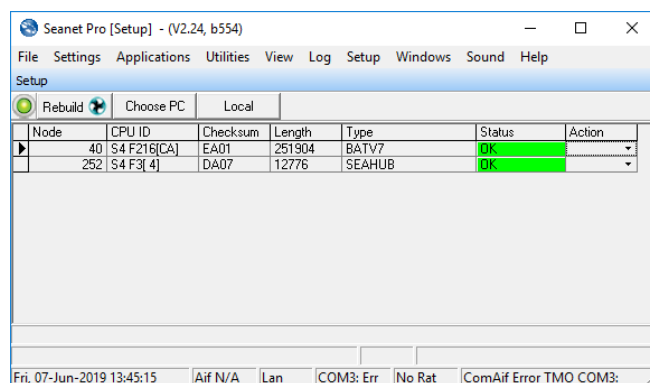 Seanet Pro [Setup] - (V2.24, b554)
File Settings Applications Utilities View Log Setup Windows Sound Help
Setup
Rebuild Choose PC Local
Node CPU ID Checksum Length Type Status Action
40 S4 F216[CA] EA01 251904 BATV7 OK
252 S4 F3[ 4] DA07 12776 SEAHUB OK
Fri, 07-Jun-2019 13:45:15 Aif N/A Lan COM3: Err No Rat ComAif Error TMO COM3: